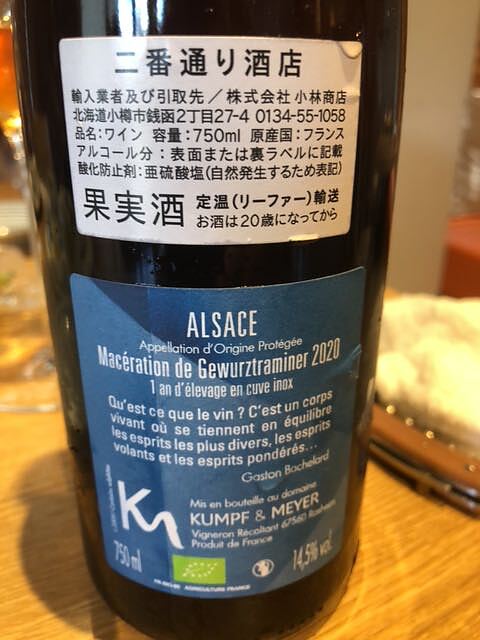 二番通り酒店
輸入業者及び引取先／株式会社 小林商店
北海道小樽市銭函2丁目27-4 0134-55-1058
品名：ワイン 容量：750ml 原産国：フランス
アルコール分：表面または裏ラベルに記載
酸化防止剤：亜硫酸塩(自然発生するため表記)
果実酒 定温(リーファー)輸送
お酒は20歳になってから
ALSACE
Appellation d'Origine Protégée
Macération de Gewurztraminer 2020
1 an d'élevage en cuve inox
Qu'est ce que le vin ? C'est un corps
vivant où se tiennent en équilibre
les esprits les plus divers, les esprits
volants et les esprits pondérés...
Gaston Bachelard
KM
Mis en bouteille au domaine
KUMPF & MEYER
Vigneron Récoltant 67560 Rosheim
Produit de France
750 ml
14,5% vol.
AGRICULTURE FRANCE